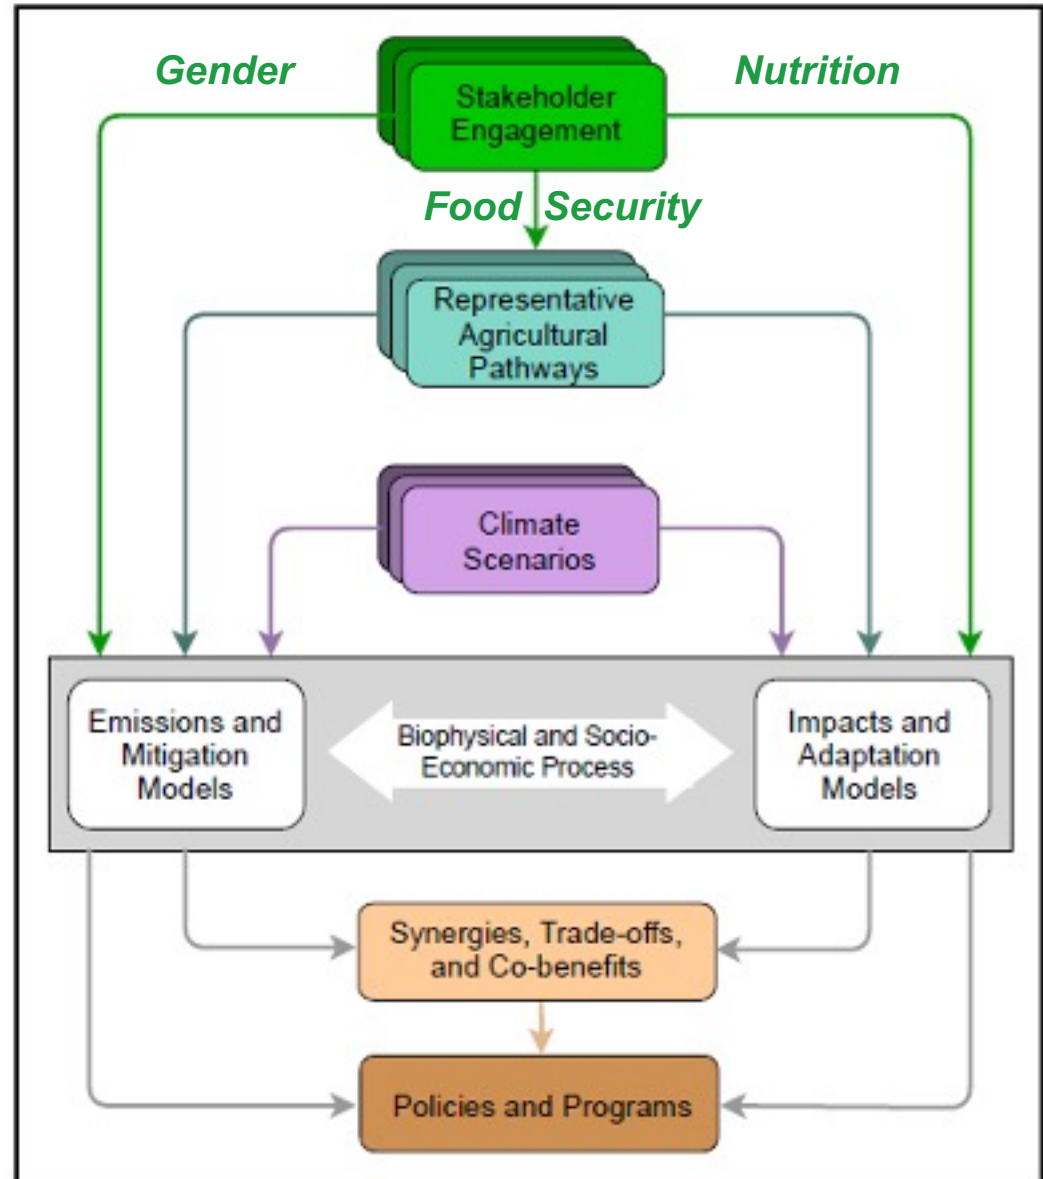 Gender
Nutrition
Stakeholder
Engagement
Food Security
Representative
Agricultural
Pathways
Climate
Scenarios
Emissions and
Mitigation
Models
Biophysical and Socio-
Economic Process
Impacts and
Adaptation
Models
Synergies, Trade-offs,
and Co-benefits
Policies and Programs